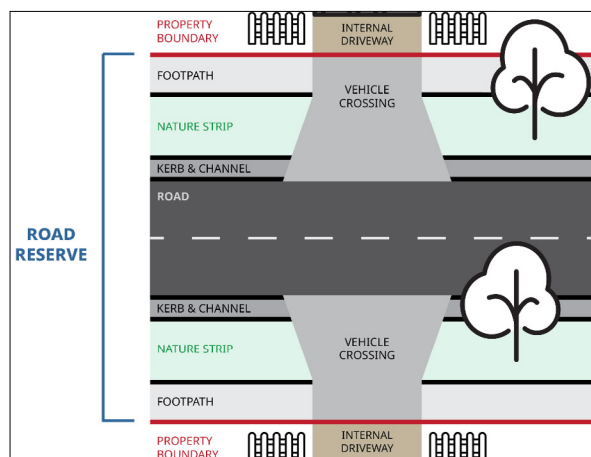 PROPERTY
BOUNDARY
INTERNAL
DRIVEWAY
FOOTPATH
VEHICLE
CROSSING
NATURE STRIP
KERB & CHANNEL
ROAD
ROAD
RESERVE
KERB & CHANNEL
NATURE STRIP
VEHICLE
CROSSING
FOOTPATH
PROPERTY
BOUNDARY
INTERNAL
DRIVEWAY